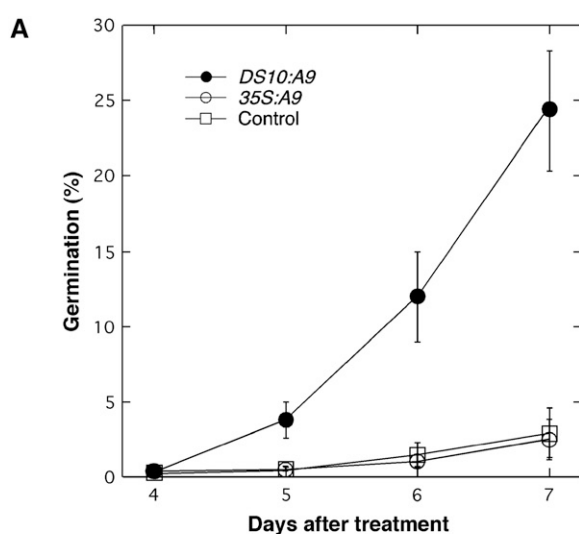 A
30
DS10:A9
35S:A9
Control
25
20
15
10
5
0
Germination (%)
4 5 6 7
Days after treatment